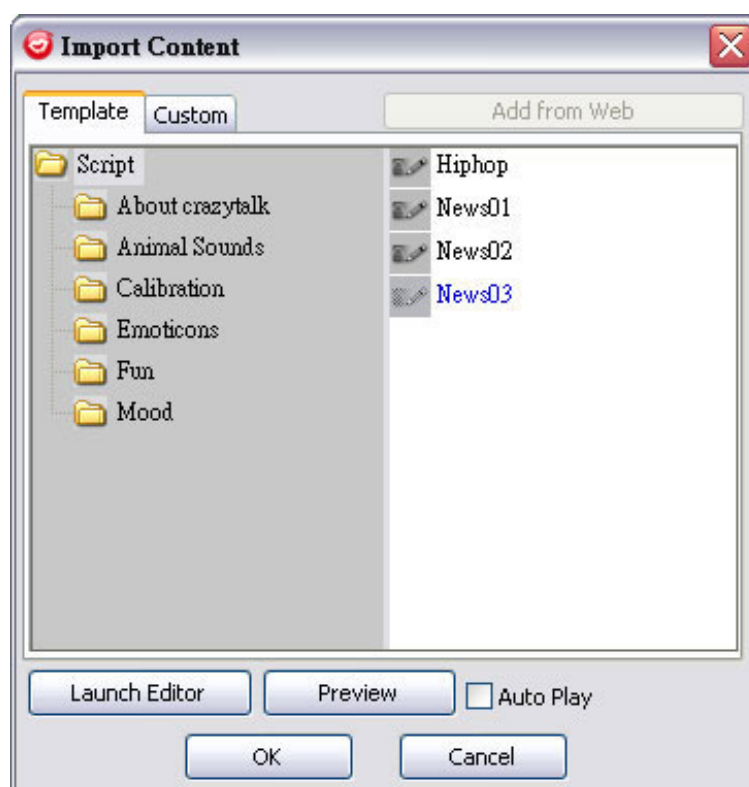 Import Content
Template
Custom
Add from Web
Script
About crazytalk
Animal Sounds
Calibration
Emoticons
Fun
Mood
Hiphop
News01
News02
News03
Launch Editor
Preview
Auto Play
OK
Cancel